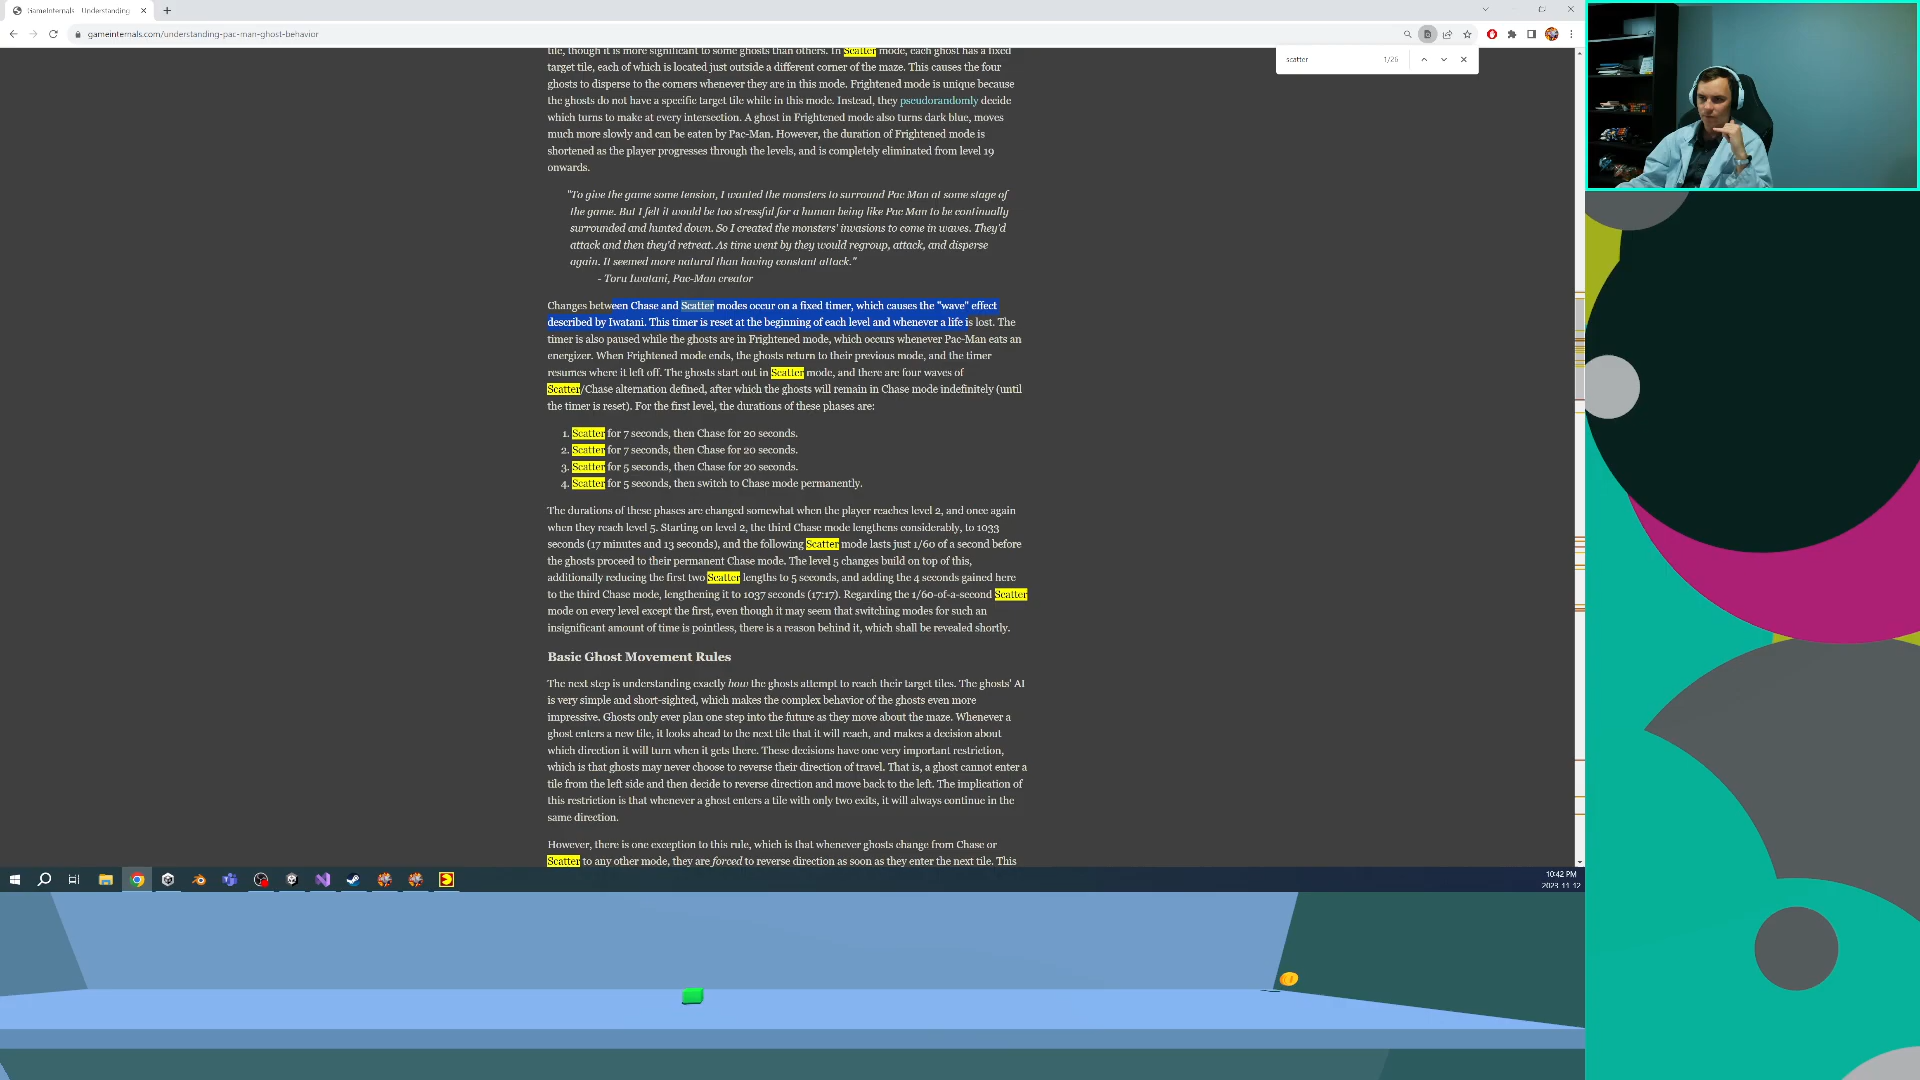 GameInternals - Understanding
gameinternals.com/understanding-pac-man-ghost-behavior
scatter
1/26
tile, though it is more significant to some ghosts than others. In Scatter mode, each ghost has a fixed
target tile, each of which is located just outside a different corner of the maze. This causes the four
ghosts to disperse to the corners whenever they are in this mode. Frightened mode is unique because
the ghosts do not have a specific target tile while in this mode. Instead, they pseudorandomly decide
which turns to make at every intersection. A ghost in Frightened mode also turns dark blue, moves
much more slowly and can be eaten by Pac-Man. However, the duration of Frightened mode is
shortened as the player progresses through the levels, and is completely eliminated from level 19
onwards.
"To give the game some tension, I wanted the monsters to surround Pac Man at some stage of
the game. But I felt it would be too stressful for a human being like Pac Man to be continually
surrounded and hunted down. So I created the monsters' invasions to come in waves. They'd
attack and then they'd retreat. As time went by they would regroup, attack, and disperse
again. It seemed more natural than having constant attack."
- Toru Iwatani, Pac-Man creator
Changes between Chase and Scatter modes occur on a fixed timer, which causes the "wave" effect
described by Iwatani. This timer is reset at the beginning of each level and whenever a life is lost. The
timer is also paused while the ghosts are in Frightened mode, which occurs whenever Pac-Man eats an
energizer. When Frightened mode ends, the ghosts return to their previous mode, and the timer
resumes where it left off. The ghosts start out in Scatter mode, and there are four waves of
Scatter/Chase alternation defined, after which the ghosts will remain in Chase mode indefinitely (until
the timer is reset). For the first level, the durations of these phases are:
1. Scatter for 7 seconds, then Chase for 20 seconds.
2. Scatter for 7 seconds, then Chase for 20 seconds.
3. Scatter for 5 seconds, then Chase for 20 seconds.
4. Scatter for 5 seconds, then switch to Chase mode permanently.
The durations of these phases are changed somewhat when the player reaches level 2, and once again
when they reach level 5. Starting on level 2, the third Chase mode lengthens considerably, to 1033
seconds (17 minutes and 13 seconds), and the following Scatter mode lasts just 1/60 of a second before
the ghosts proceed to their permanent Chase mode. The level 5 changes build on top of this,
additionally reducing the first two Scatter lengths to 5 seconds, and adding the 4 seconds gained here
to the third Chase mode, lengthening it to 1037 seconds (17:17). Regarding the 1/60-of-a-second Scatter
mode on every level except the first, even though it may seem that switching modes for such an
insignificant amount of time is pointless, there is a reason behind it, which shall be revealed shortly.
Basic Ghost Movement Rules
The next step is understanding exactly how the ghosts attempt to reach their target tiles. The ghosts' AI
is very simple and short-sighted, which makes the complex behavior of the ghosts even more
impressive. Ghosts only ever plan one step into the future as they move about the maze. Whenever a
ghost enters a new tile, it looks ahead to the next tile that it will reach, and makes a decision about
which direction it will turn when it gets there. These decisions have one very important restriction,
which is that ghosts may never choose to reverse their direction of travel. That is, a ghost cannot enter a
tile from the left side and then decide to reverse direction and move back to the left. The implication of
this restriction is that whenever a ghost enters a tile with only two exits, it will always continue in the
same direction.
However, there is one exception to this rule, which is that whenever ghosts change from Chase or
Scatter to any other mode, they are forced to reverse direction as soon as they enter the next tile. This
10:42 PM
2023-11-12